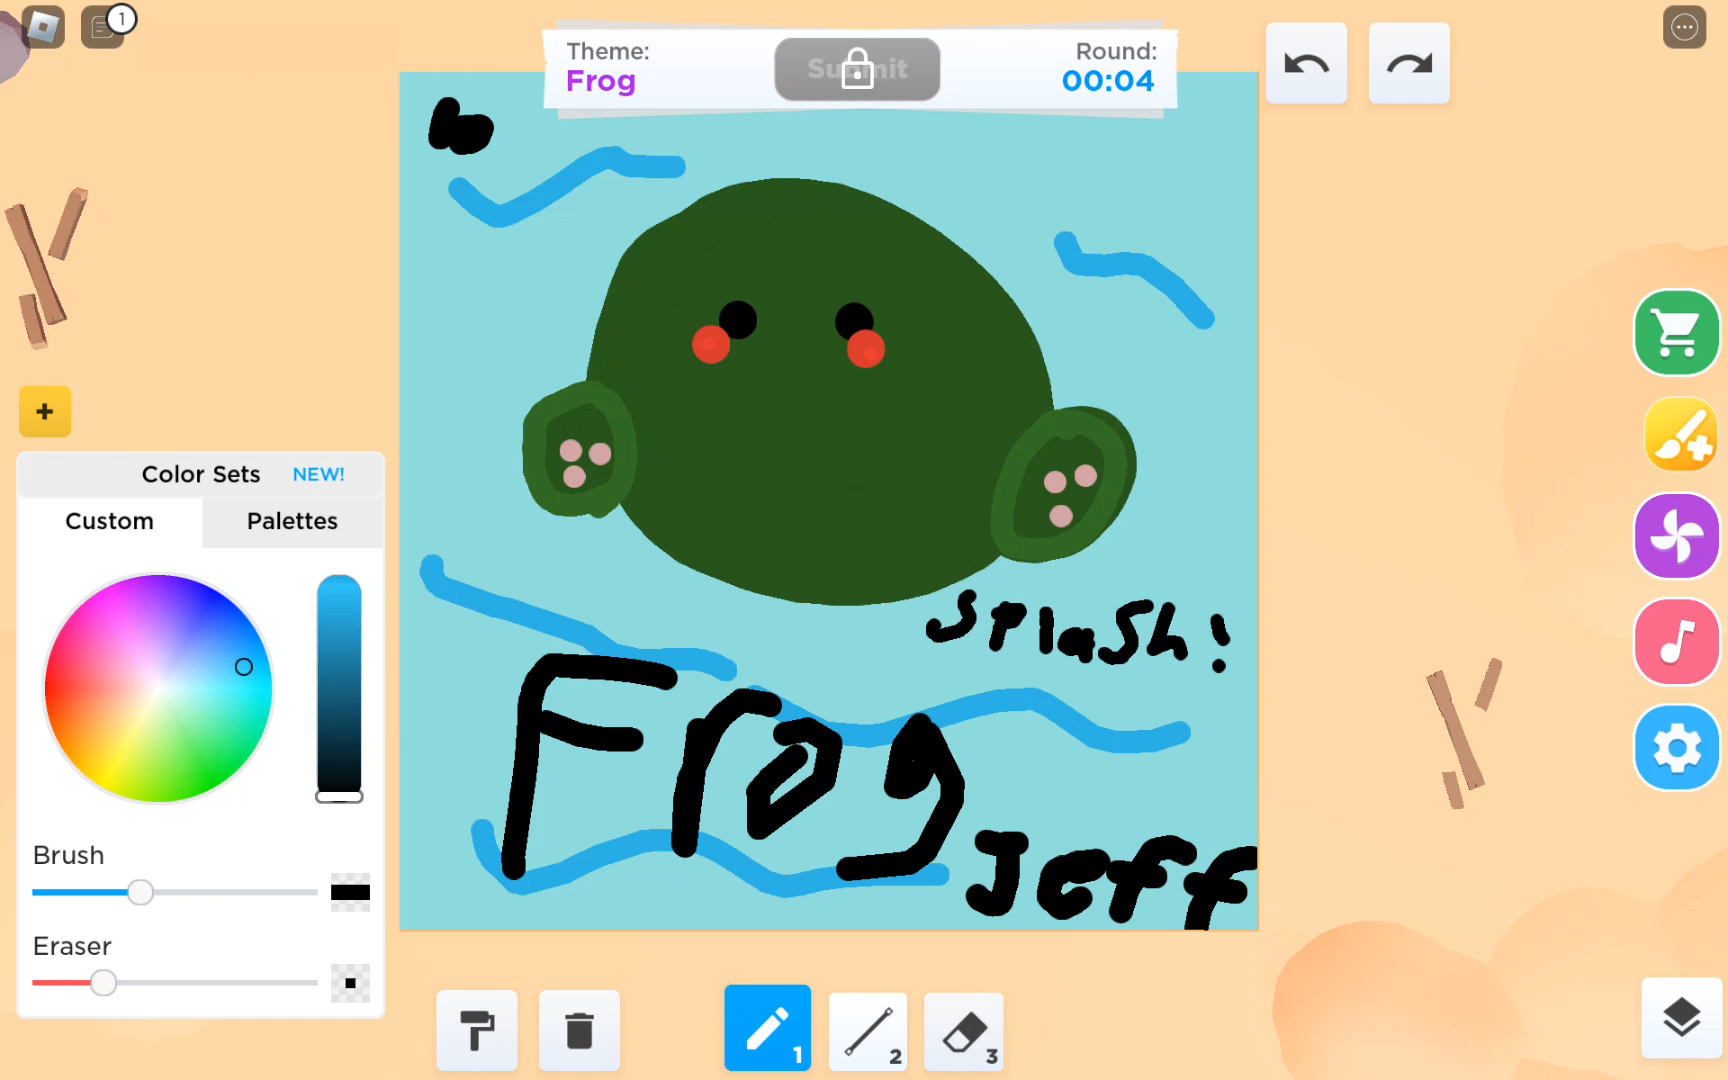 1
Theme:
Frog
Submit
Round:
00:04
Color Sets NEW!
Custom Palettes
Splash!
Frog
Jeff
Brush
Eraser
1
2
3